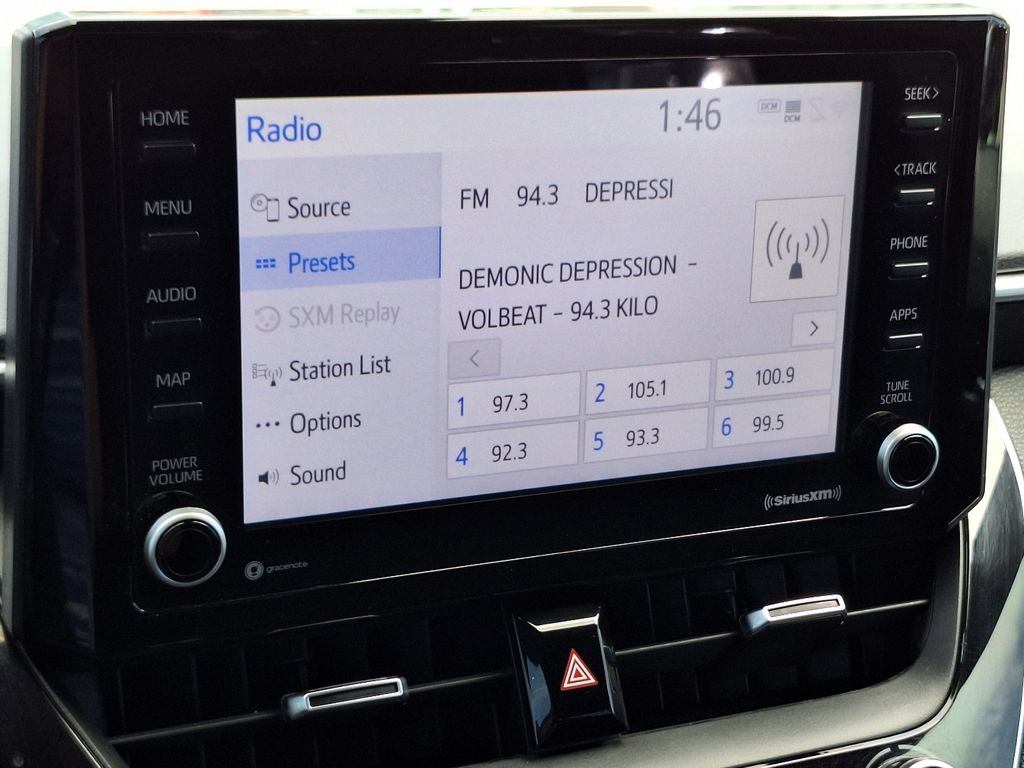 HOME
MENU
AUDIO
MAP
POWER
VOLUME
Radio
1:46
DCM
DCM
Source
Presets
SXM Replay
Station List
Options
Sound
FM 94.3 DEPRESSI
DEMONIC DEPRESSION –
VOLBEAT – 94.3 KILO
< >
1 97.3
2 105.1
3 100.9
4 92.3
5 93.3
6 99.5
SEEK>
<TRACK
PHONE
APPS
TUNE
SCROLL
gracenote
((SiriusXM))